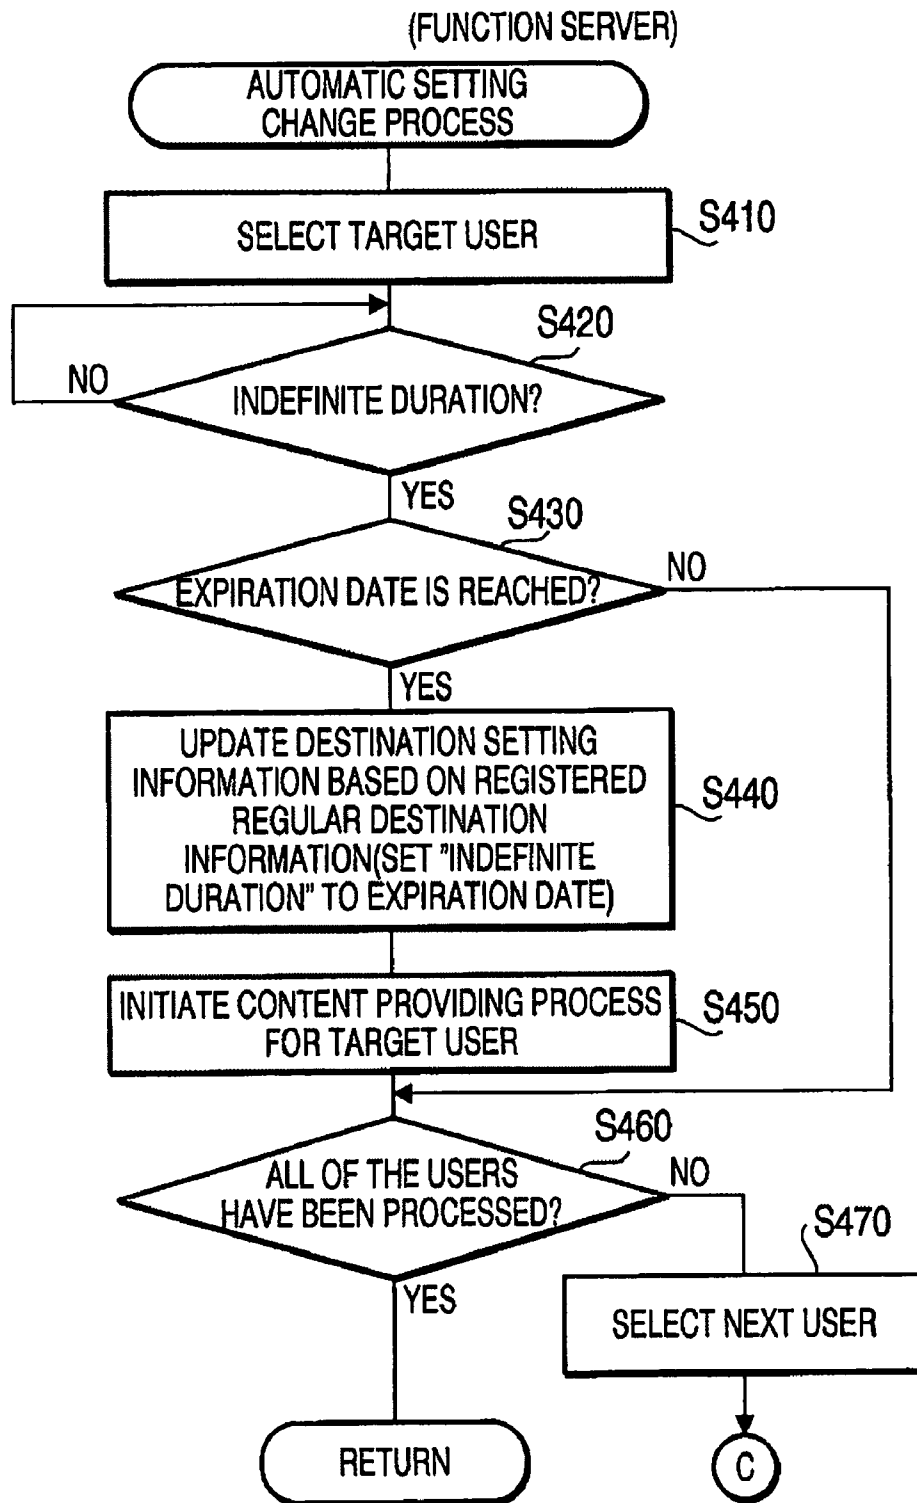 (FUNCTION SERVER)
AUTOMATIC SETTING
CHANGE PROCESS
SELECT TARGET USER
S410
S420
NO
INDEFINITE DURATION?
YES
S430
EXPIRATION DATE IS REACHED?
NO
YES
UPDATE DESTINATION SETTING
INFORMATION BASED ON REGISTERED
REGULAR DESTINATION
INFORMATION(SET "INDEFINITE
DURATION" TO EXPIRATION DATE)
S440
INITIATE CONTENT PROVIDING PROCESS
FOR TARGET USER
S450
S460
ALL OF THE USERS
HAVE BEEN PROCESSED?
NO
YES
S470
SELECT NEXT USER
RETURN
C